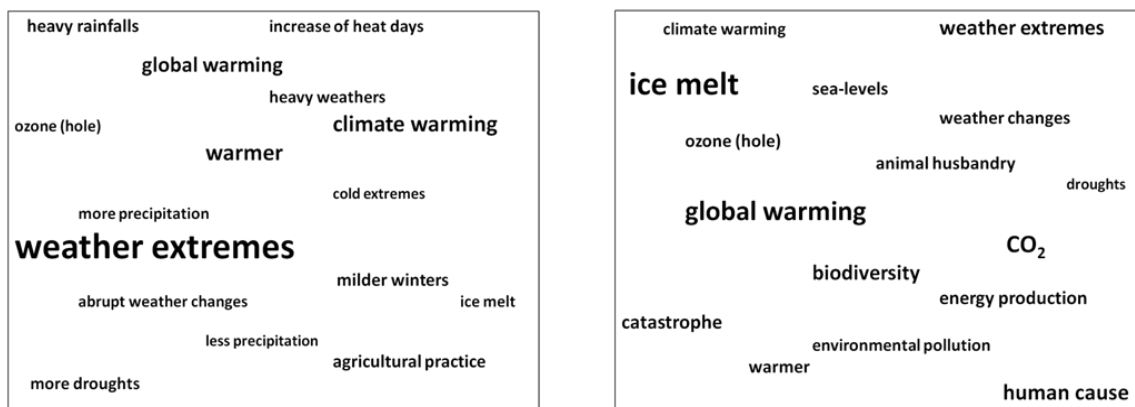 heavy rainfalls
increase of heat days
global warming
heavy weathers
ozone (hole)
climate warming
warmer
cold extremes
more precipitation
weather extremes
milder winters
abrupt weather changes
ice melt
less precipitation
agricultural practice
more droughts
climate warming
weather extremes
ice melt
sea-levels
weather changes
ozone (hole)
animal husbandry
droughts
global warming
CO₂
biodiversity
energy production
catastrophe
environmental pollution
warmer
human cause